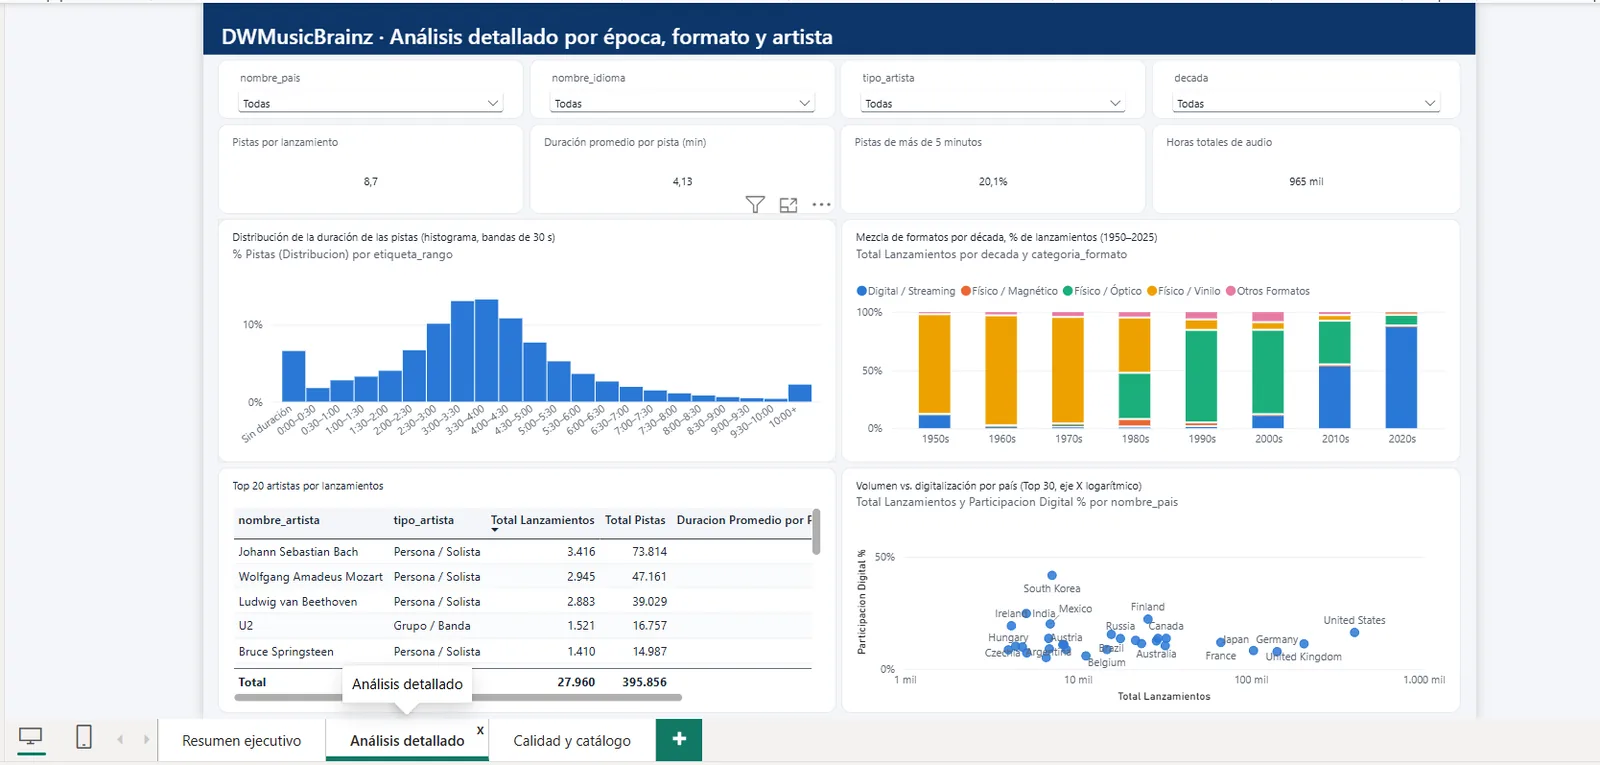 DWMusicBrainz · Análisis detallado por época, formato y artista
nombre_pais
Todas
nombre_idioma
Todas
tipo_artista
Todas
decada
Todas
Pistas por lanzamiento
8,7
Duración promedio por pista (min)
4,13
Pistas de más de 5 minutos
20,1%
Horas totales de audio
965 mil
Distribución de la duración de las pistas (histograma, bandas de 30 s)
% Pistas (Distribucion) por etiqueta_rango
10%
0%
Sin duración
0:00–0:30
0:30–1:00
1:00–1:30
1:30–2:00
2:00–2:30
2:30–3:00
3:00–3:30
3:30–4:00
4:00–4:30
4:30–5:00
5:00–5:30
5:30–6:00
6:00–6:30
6:30–7:00
7:00–7:30
7:30–8:00
8:00–8:30
8:30–9:00
9:00–9:30
9:30–10:00
10:00+
Mezcla de formatos por década, % de lanzamientos (1950–2025)
Total Lanzamientos por decada y categoria_formato
Digital / Streaming Físico / Magnético Físico / Óptico Físico / Vinilo Otros Formatos
100%
50%
0%
1950s 1960s 1970s 1980s 1990s 2000s 2010s 2020s
Top 20 artistas por lanzamientos
nombre_artista tipo_artista Total Lanzamientos Total Pistas Duracion Promedio por P
Johann Sebastian Bach Persona / Solista 3.416 73.814
Wolfgang Amadeus Mozart Persona / Solista 2.945 47.161
Ludwig van Beethoven Persona / Solista 2.883 39.029
U2 Grupo / Banda 1.521 16.757
Bruce Springsteen Persona / Solista 1.410 14.987
Total 27.960 395.856
Volumen vs. digitalización por país (Top 30, eje X logarítmico)
Total Lanzamientos y Participacion Digital % por nombre_pais
Participacion Digital %
50%
0%
South Korea
Ireland
India
Mexico
Finland
Hungary
Austria
Russia
Canada
United States
Czechia
Argentina
Brazil
Belgium
Australia
Japan
Germany
France
United Kingdom
1 mil 10 mil 100 mil 1.000 mil
Total Lanzamientos
Análisis detallado
Resumen ejecutivo
Análisis detallado
x
Calidad y catálogo
+